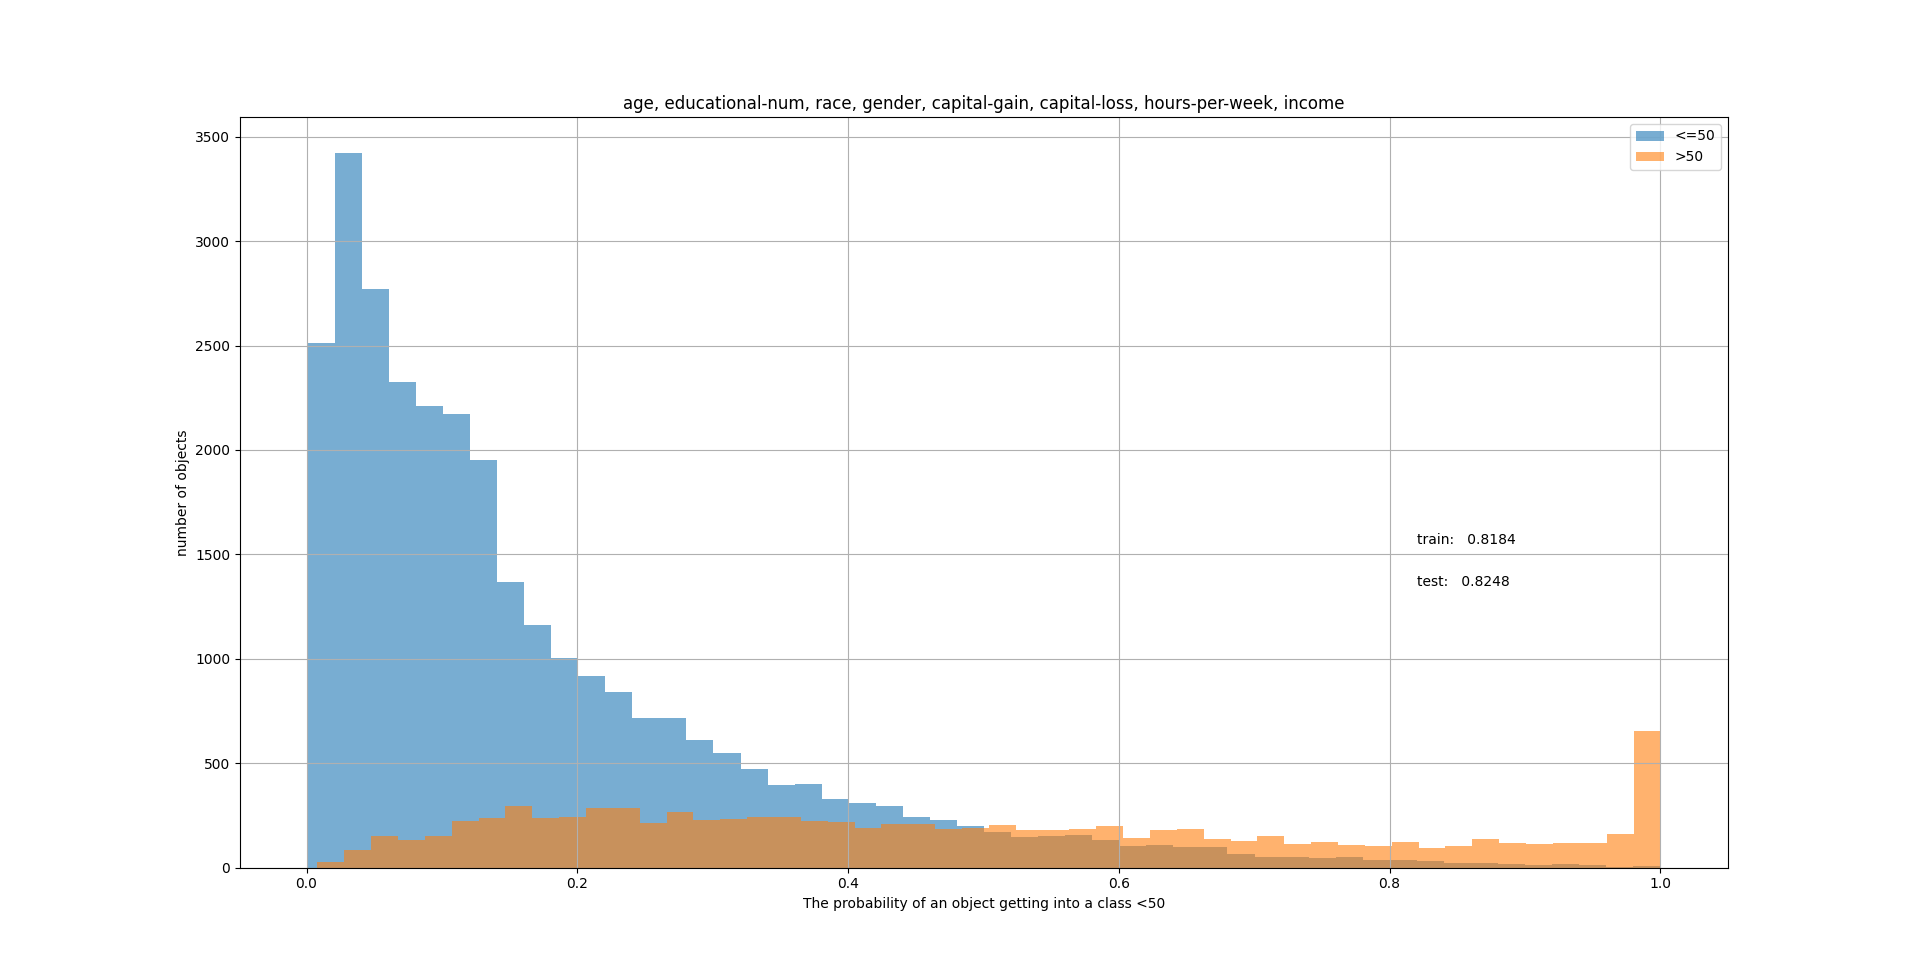 age, educational-num, race, gender, capital-gain, capital-loss, hours-per-week, income
<=50
>50
3500
3000
2500
2000
1500
1000
500
0
number of objects
train: 0.8184
test: 0.8248
0.0 0.2 0.4 0.6 0.8 1.0
The probability of an object getting into a class <50